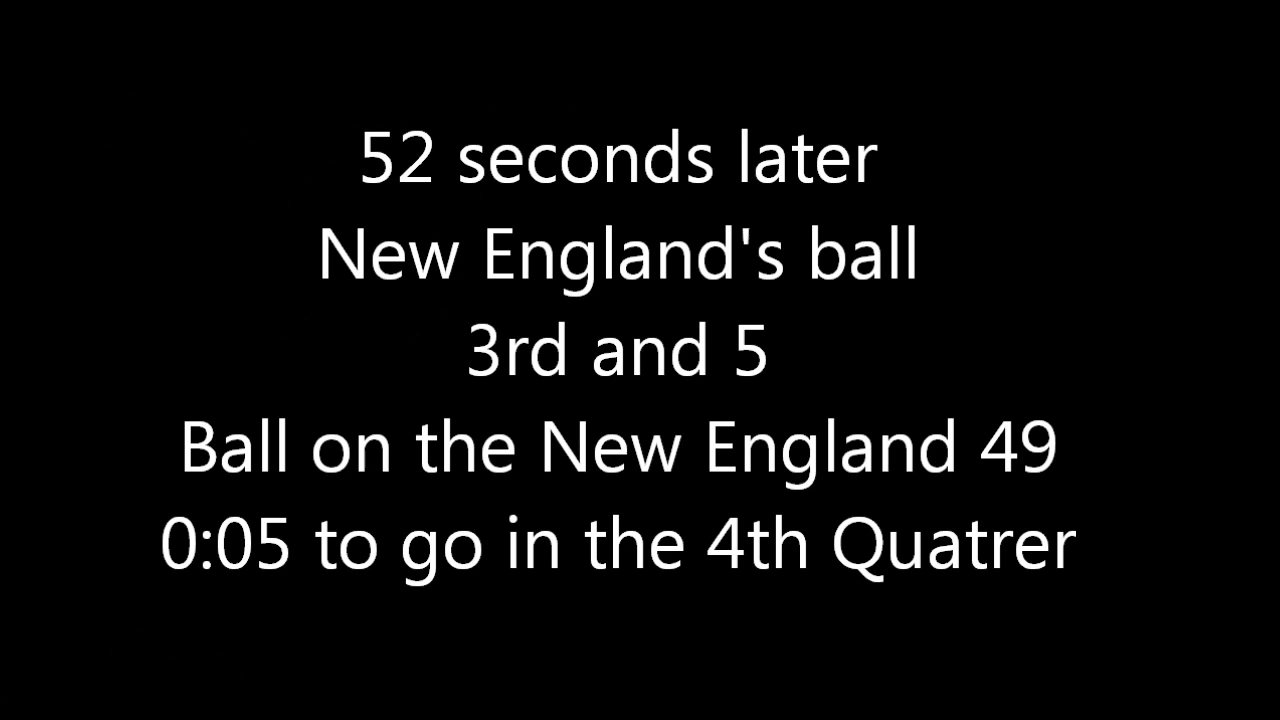 52 seconds later
New England's ball
3rd and 5
Ball on the New England 49
0:05 to go in the 4th Quatrer